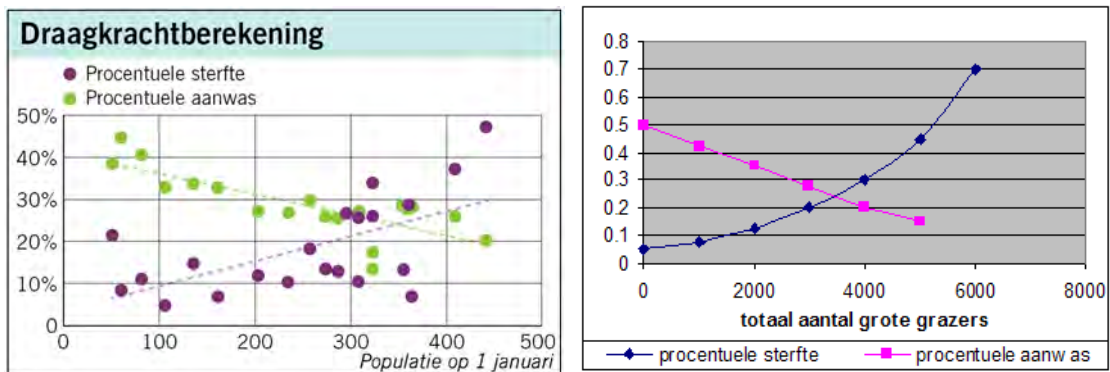 Draagkrachtberekening
Procentuele sterfte
Procentuele aanwas
50%
40%
30%
20%
10%
0
0 100 200 300 400 500
Populatie op 1 januari
0.8
0.7
0.6
0.5
0.4
0.3
0.2
0.1
0
0 2000 4000 6000 8000
totaal aantal grote grazers
procentuele sterfte procentuele aanw as